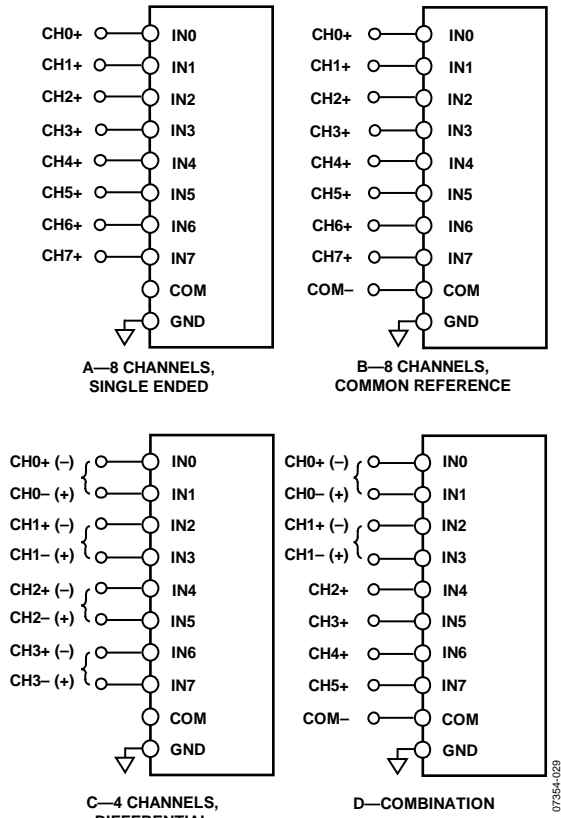 CH0+ IN0
CH1+ IN1
CH2+ IN2
CH3+ IN3
CH4+ IN4
CH5+ IN5
CH6+ IN6
CH7+ IN7
COM
GND
A—8 CHANNELS,
SINGLE ENDED
CH0+ IN0
CH1+ IN1
CH2+ IN2
CH3+ IN3
CH4+ IN4
CH5+ IN5
CH6+ IN6
CH7+ IN7
COM– COM
GND
B—8 CHANNELS,
COMMON REFERENCE
CH0+ (–) IN0
CH0– (+) IN1
CH1+ (–) IN2
CH1– (+) IN3
CH2+ (–) IN4
CH2– (+) IN5
CH3+ (–) IN6
CH3– (+) IN7
COM
GND
C—4 CHANNELS,
DIFFERENTIAL
CH0+ (–) IN0
CH0– (+) IN1
CH1+ (–) IN2
CH1– (+) IN3
CH2+ IN4
CH3+ IN5
CH4+ IN6
CH5+ IN7
COM– COM
GND
D—COMBINATION
07354-029